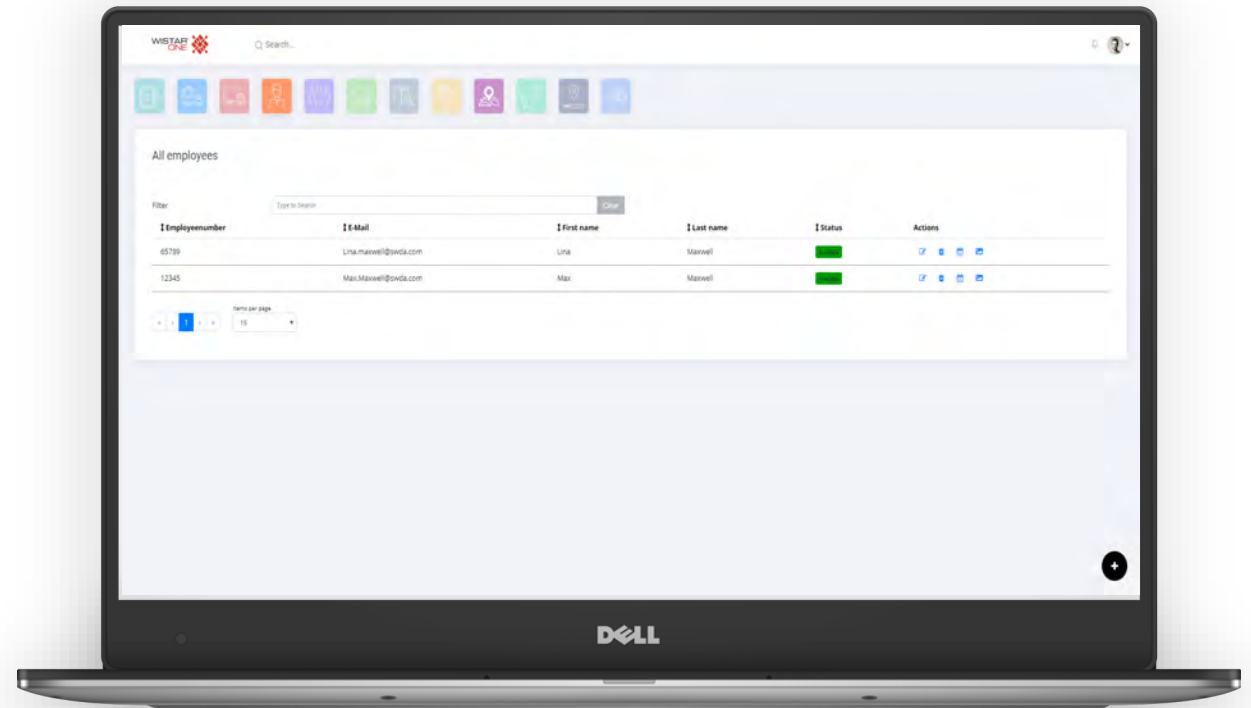 WISTAR
ONE
Search...
All employees
Filter
Type to Search
Clear
Employeenumber E-Mail First name Last name Status Actions
65789 Lina.maxwell@swda.com Lina Maxwell
12345 Max.Maxwell@swda.com Max Maxwell
Items per page
« ‹ 1 › »
15
+
DELL